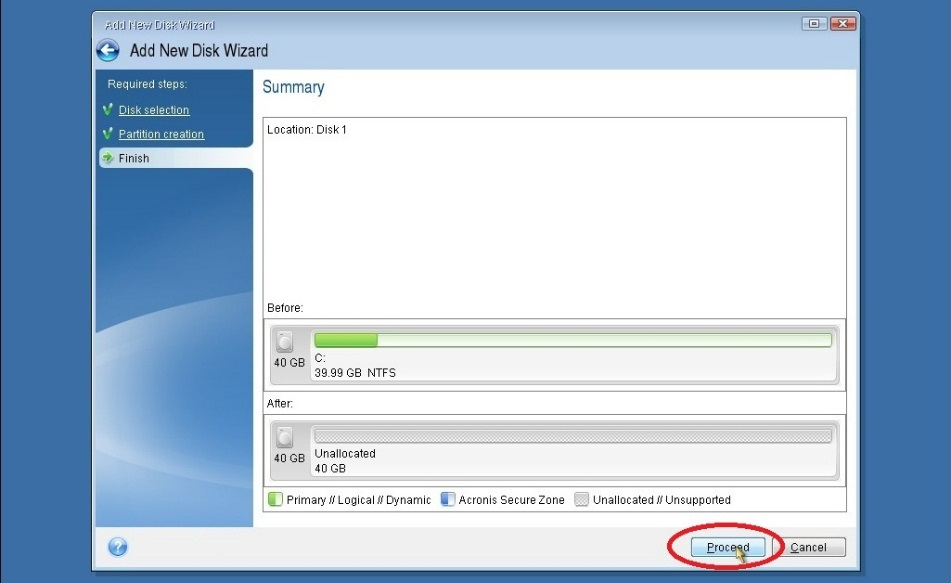 Add New Disk Wizard
Add New Disk Wizard
Required steps:
Disk selection
Partition creation
Finish
Summary
Location: Disk 1
Before:
40 GB
C:
39.99 GB NTFS
After:
40 GB
Unallocated
40 GB
Primary // Logical // Dynamic Acronis Secure Zone Unallocated // Unsupported
? Proceed Cancel